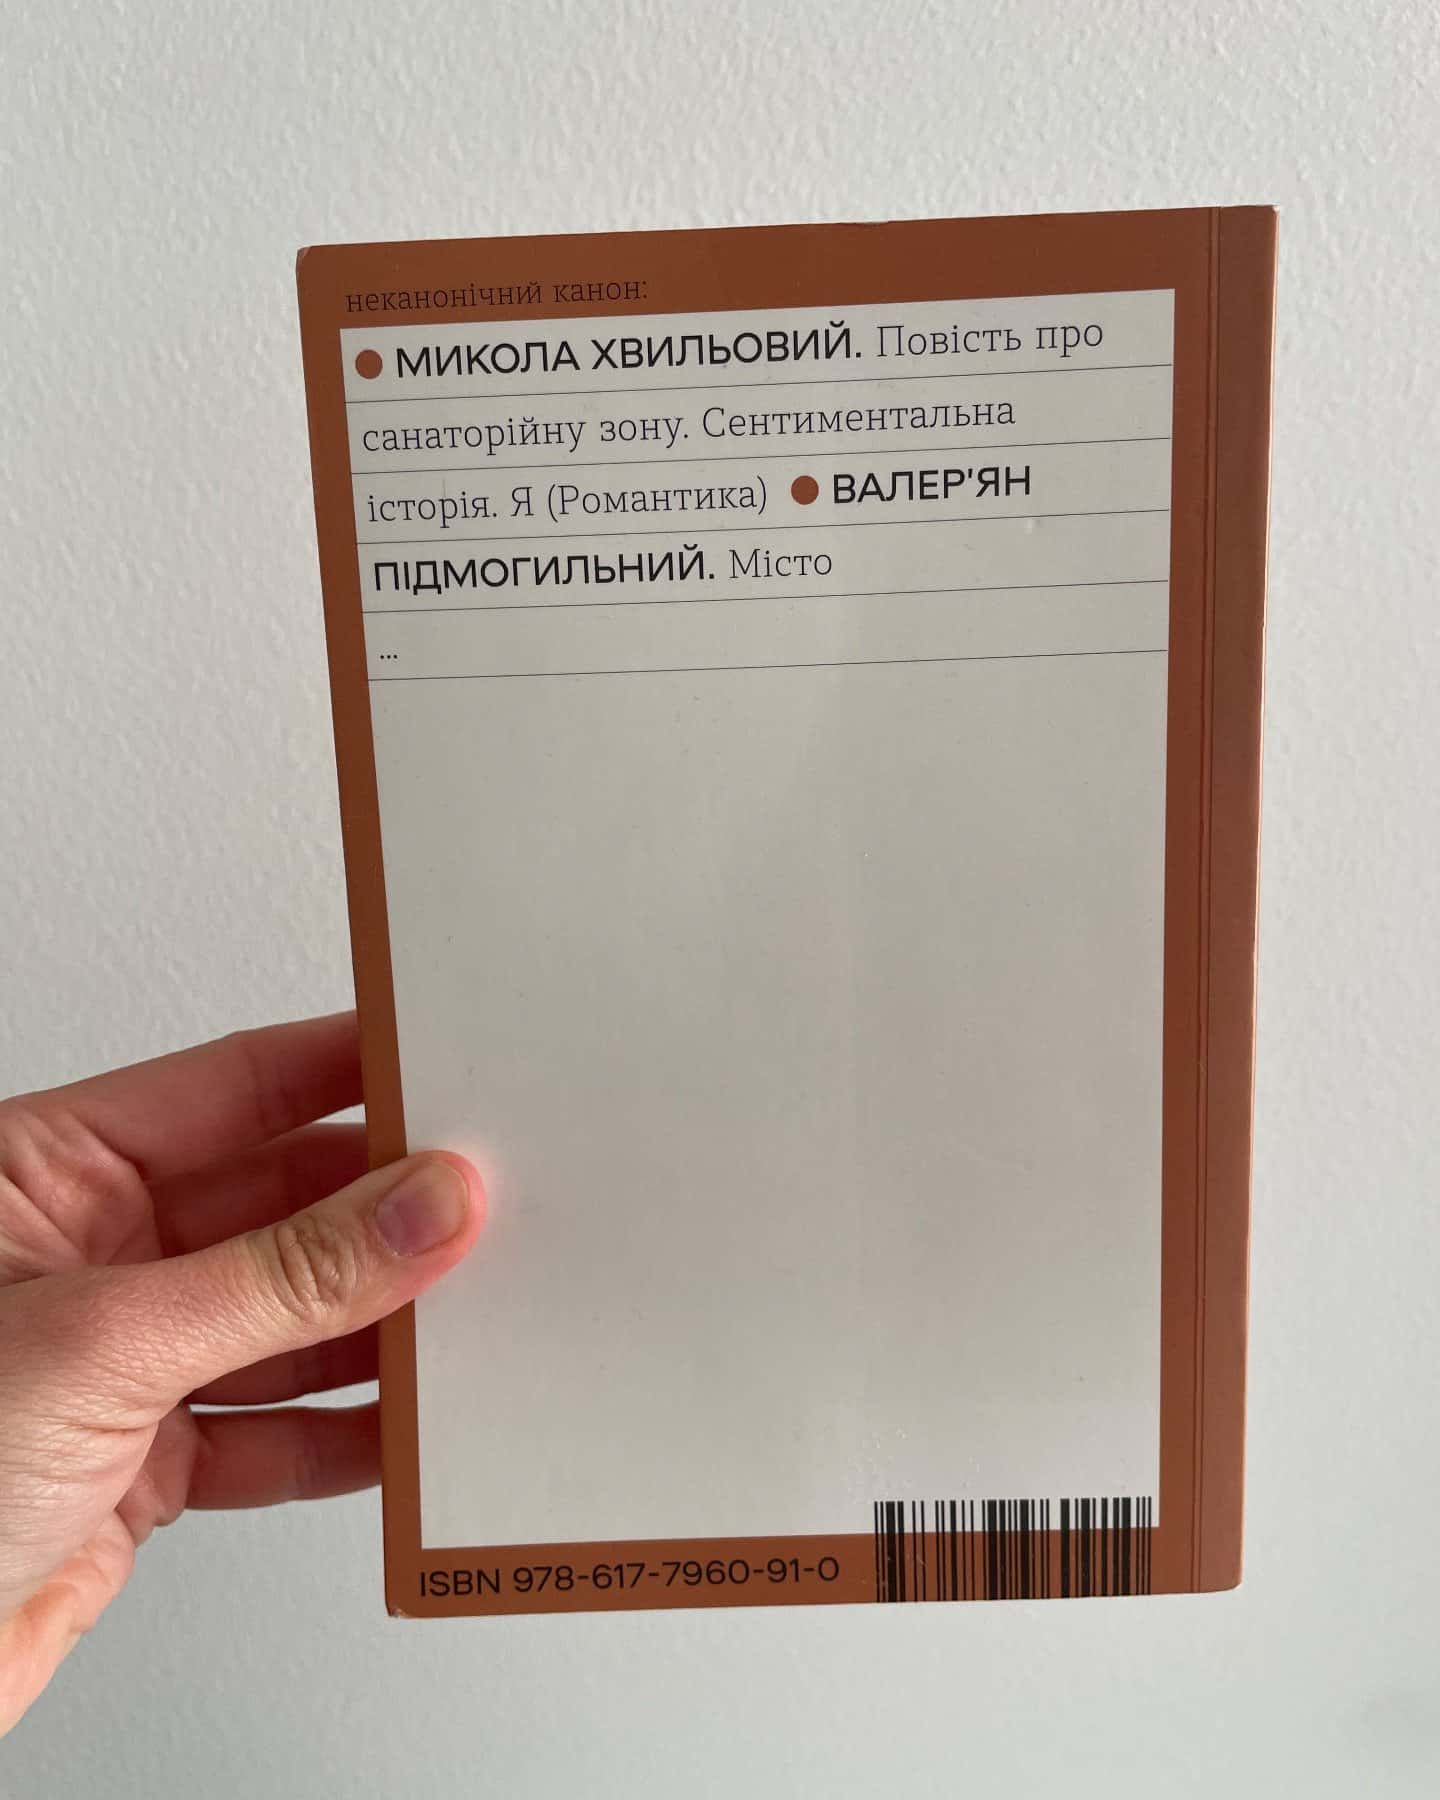 неканонічний канон:
● МИКОЛА ХВИЛЬОВИЙ. Повість про
санаторійну зону. Сентиментальна
історія. Я (Романтика) ● ВАЛЕР'ЯН
ПІДМОГИЛЬНИЙ. Місто
...
ISBN 978-617-7960-91-0